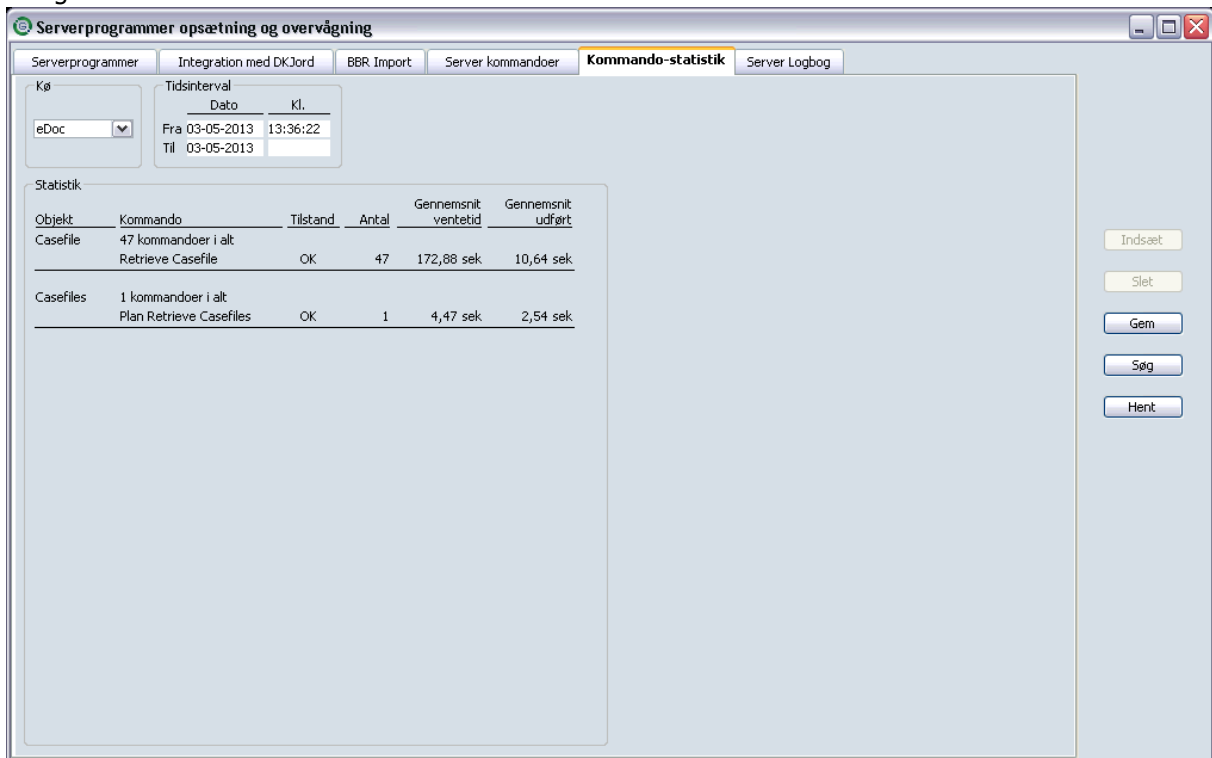 Serverprogrammer opsætning og overvågning
Serverprogrammer Integration med DKJord BBR Import Server kommandoer Kommando-statistik Server Logbog
Kø
eDoc
Tidsinterval
Dato Kl.
Fra 03-05-2013 13:36:22
Til 03-05-2013
Statistik
Gennemsnit Gennemsnit
Objekt Kommando Tilstand Antal ventetid udført
Casefile 47 kommandoer i alt
Retrieve Casefile OK 47 172,88 sek 10,64 sek
Casefiles 1 kommandoer i alt
Plan Retrieve Casefiles OK 1 4,47 sek 2,54 sek
Indsæt
Slet
Gem
Søg
Hent